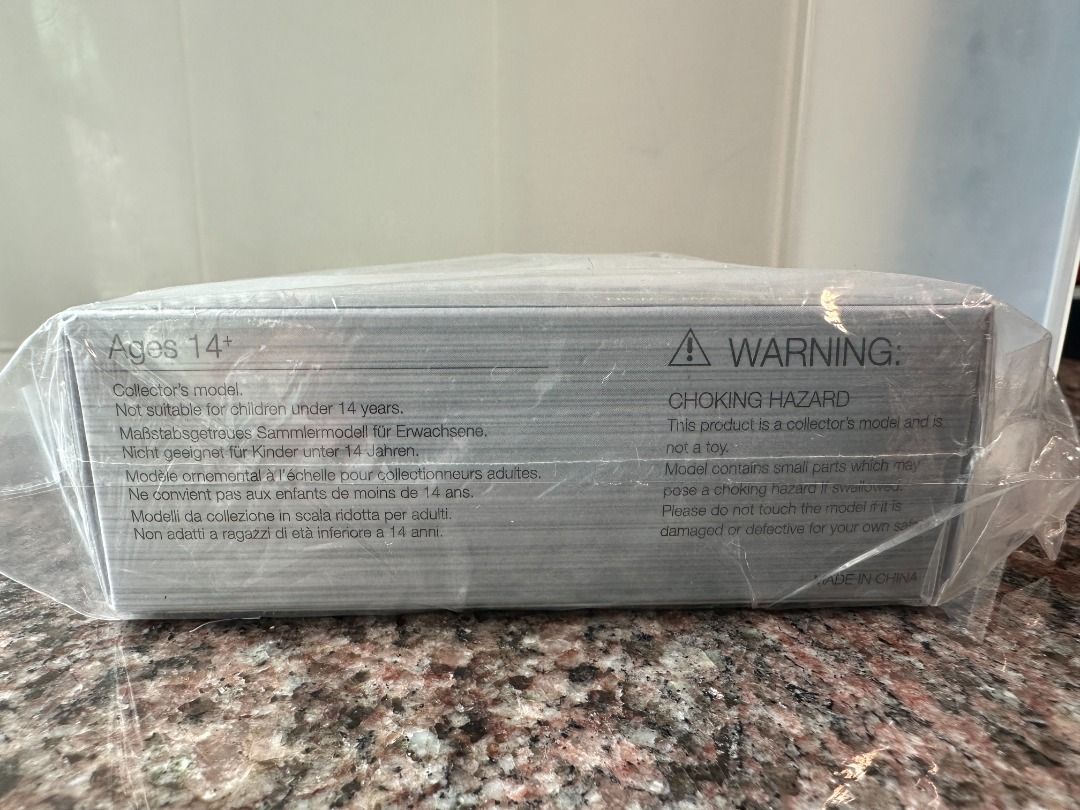 Ages 14+
Collector's model.
Not suitable for children under 14 years.
Maßstabsgetreues Sammlermodell für Erwachsene.
Nicht geeignet für Kinder unter 14 Jahren.
Modèle ornemental à l'échelle pour collectionneurs adultes.
Ne convient pas aux enfants de moins de 14 ans.
Modelli da collezione in scala ridotta per adulti.
Non adatti a ragazzi di età inferiore a 14 anni.
WARNING:
CHOKING HAZARD
This product is a collector's model and is
not a toy.
Model contains small parts which may
pose a choking hazard if swallowed.
Please do not touch the model if it is
damaged or defective for your own
MADE IN CHINA